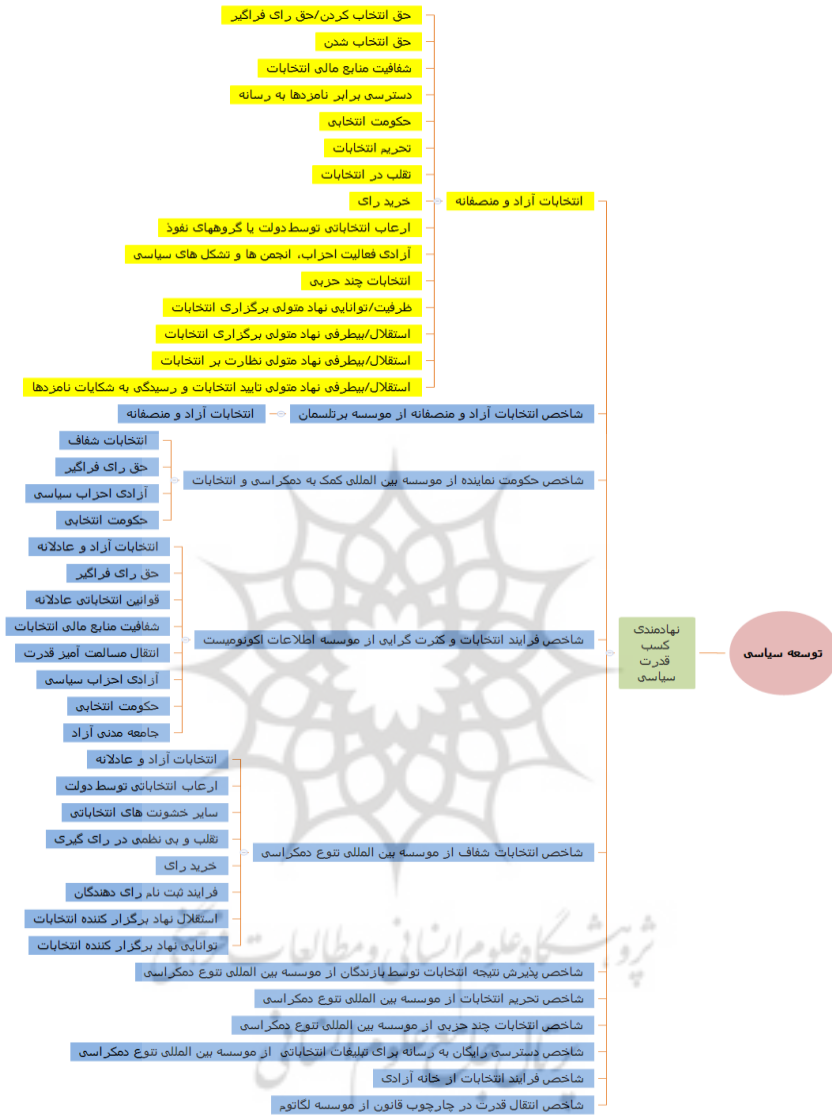 توسعه سیاسی
نهادمندی
کسب
قدرت
سیاسی
انتخابات آزاد و منصفانه
حق انتخاب کردن/حق رای فراگیر
حق انتخاب شدن
شفافیت منابع مالی انتخابات
دسترسی برابر نامزدها به رسانه
حکومت انتخابی
تحریم انتخابات
تقلب در انتخابات
خرید رای
ارعاب انتخاباتی توسط دولت یا گروههای نفوذ
آزادی فعالیت احزاب، انجمن ها و تشکل های سیاسی
انتخابات چند حزبی
ظرفیت/توانایی نهاد متولی برگزاری انتخابات
استقلال/بیطرفی نهاد متولی برگزاری انتخابات
استقلال/بیطرفی نهاد متولی نظارت بر انتخابات
استقلال/بیطرفی نهاد متولی تایید انتخابات و رسیدگی به شکایات نامزدها
شاخص انتخابات آزاد و منصفانه از موسسه برتلسمان
انتخابات آزاد و منصفانه
شاخص حکومت نماینده از موسسه بین المللی کمک به دمکراسی و انتخابات
انتخابات شفاف
حق رای فراگیر
آزادی احزاب سیاسی
حکومت انتخابی
شاخص فرایند انتخابات و کثرت گرایی از موسسه اطلاعات اکونومیست
انتخابات آزاد و عادلانه
حق رای فراگیر
قوانین انتخاباتی عادلانه
شفافیت منابع مالی انتخابات
انتقال مسالمت آمیز قدرت
آزادی احزاب سیاسی
حکومت انتخابی
جامعه مدنی آزاد
شاخص انتخابات شفاف از موسسه بین المللی تنوع دمکراسی
انتخابات آزاد و عادلانه
ارعاب انتخاباتی توسط دولت
سایر خشونت های انتخاباتی
تقلب و بی نظمی در رای گیری
خرید رای
فرایند ثبت نام رای دهندگان
استقلال نهاد برگزار کننده انتخابات
توانایی نهاد برگزار کننده انتخابات
شاخص پذیرش نتیجه انتخابات توسط بازندگان از موسسه بین المللی تنوع دمکراسی
شاخص تحریم انتخابات از موسسه بین المللی تنوع دمکراسی
شاخص انتخابات چند حزبی از موسسه بین المللی تنوع دمکراسی
شاخص دسترسی رایگان به رسانه برای تبلیغات انتخاباتی از موسسه بین المللی تنوع دمکراسی
شاخص فرایند انتخابات از خانه آزادی
شاخص انتقال قدرت در چارچوب قانون از موسسه لگاتوم
پژوهشگاه علوم انسانی و مطالعات فرهنگی
پرتال جامع علوم انسانی